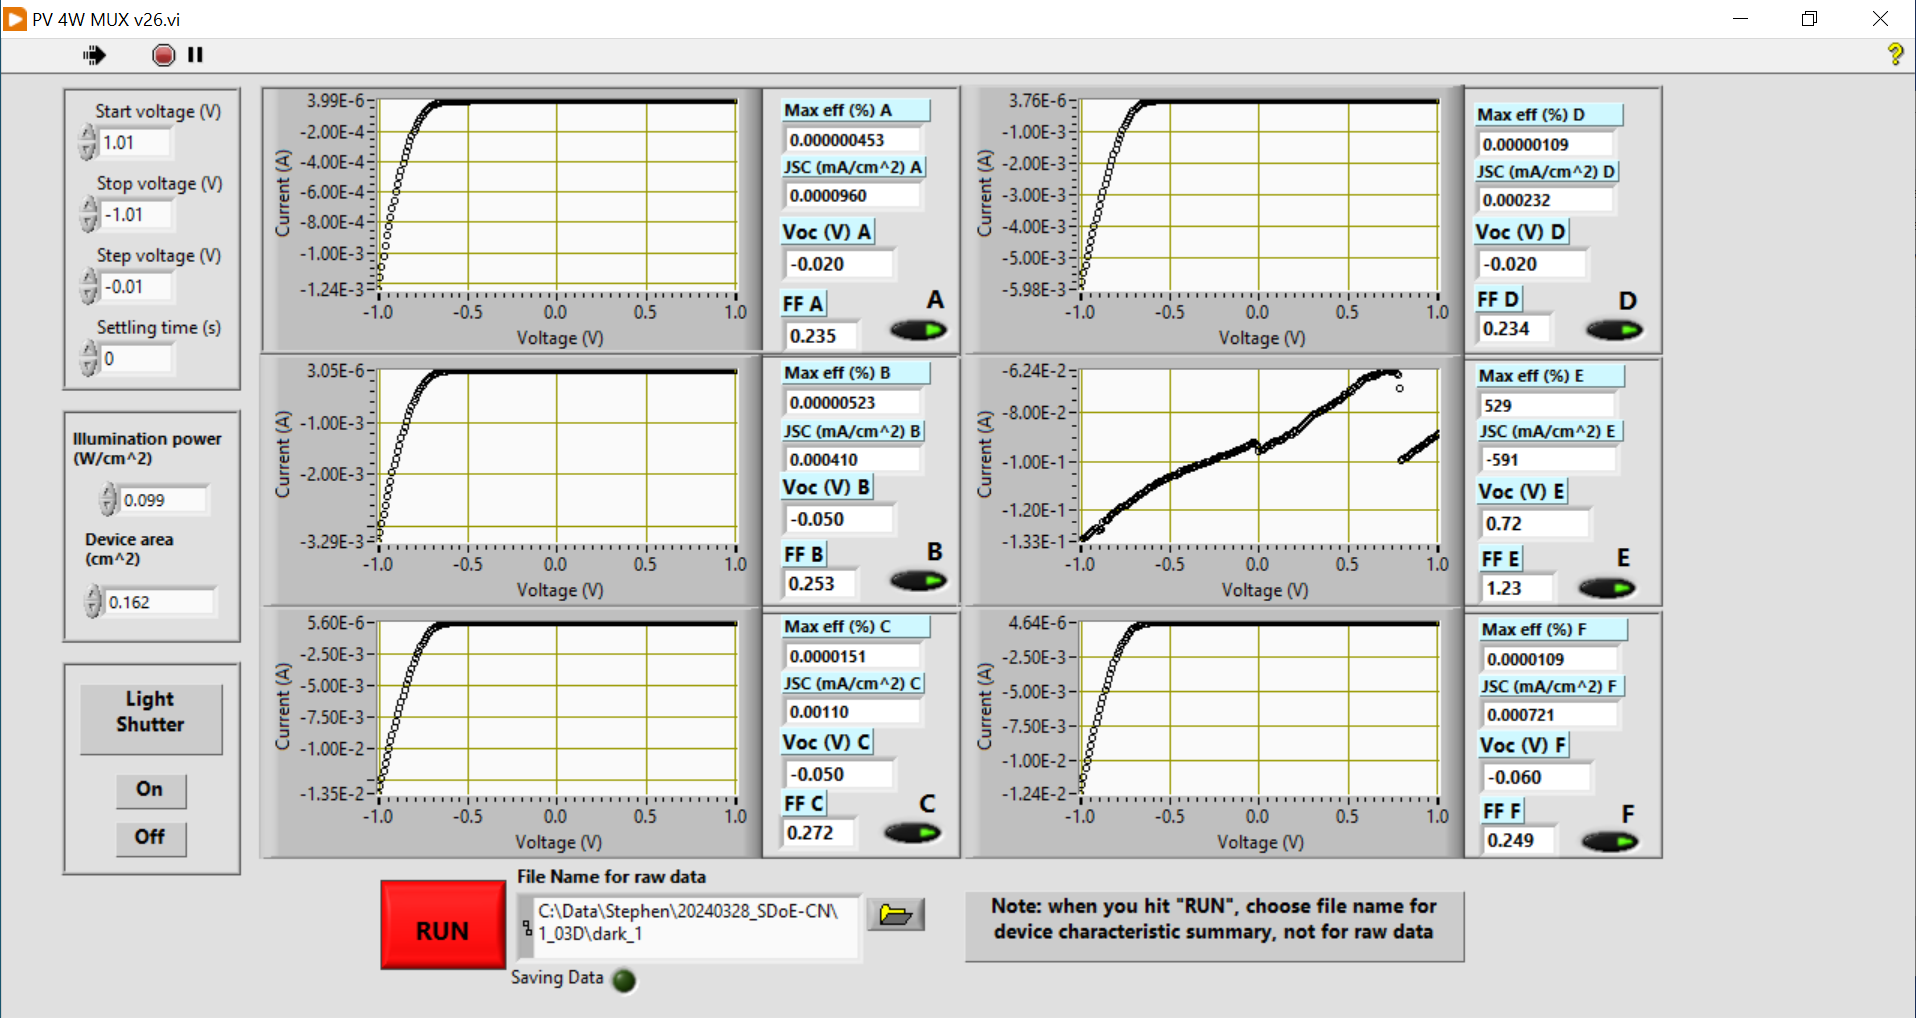 PV 4W MUX v26.vi
Start voltage (V)
1.01
Stop voltage (V)
-1.01
Step voltage (V)
-0.01
Settling time (s)
0
Illumination power
(W/cm^2)
0.099
Device area
(cm^2)
0.162
Light
Shutter
On
Off
3.99E-6
-2.00E-4
-4.00E-4
-6.00E-4
-8.00E-4
-1.00E-3
-1.24E-3
Current (A)
-1.0 -0.5 0.0 0.5 1.0
Voltage (V)
Max eff (%) A
0.000000453
JSC (mA/cm^2) A
0.0000960
Voc (V) A
-0.020
FF A
0.235
A
3.76E-6
-1.00E-3
-2.00E-3
-3.00E-3
-4.00E-3
-5.00E-3
-5.98E-3
Current (A)
-1.0 -0.5 0.0 0.5 1.0
Voltage (V)
Max eff (%) D
0.00000109
JSC (mA/cm^2) D
0.000232
Voc (V) D
-0.020
FF D
0.234
D
3.05E-6
-1.00E-3
-2.00E-3
-3.29E-3
Current (A)
-1.0 -0.5 0.0 0.5 1.0
Voltage (V)
Max eff (%) B
0.00000523
JSC (mA/cm^2) B
0.000410
Voc (V) B
-0.050
FF B
0.253
B
-6.24E-2
-8.00E-2
-1.00E-1
-1.20E-1
-1.33E-1
Current (A)
-1.0 -0.5 0.0 0.5 1.0
Voltage (V)
Max eff (%) E
529
JSC (mA/cm^2) E
-591
Voc (V) E
0.72
FF E
1.23
E
5.60E-6
-2.50E-3
-5.00E-3
-7.50E-3
-1.00E-2
-1.35E-2
Current (A)
-1.0 -0.5 0.0 0.5 1.0
Voltage (V)
Max eff (%) C
0.0000151
JSC (mA/cm^2) C
0.00110
Voc (V) C
-0.050
FF C
0.272
C
4.64E-6
-2.50E-3
-5.00E-3
-7.50E-3
-1.00E-2
-1.24E-2
Current (A)
-1.0 -0.5 0.0 0.5 1.0
Voltage (V)
Max eff (%) F
0.0000109
JSC (mA/cm^2) F
0.000721
Voc (V) F
-0.060
FF F
0.249
F
RUN
File Name for raw data
C:\Data\Stephen\20240328_SDoE-CN\
1_03D\dark_1
Saving Data
Note: when you hit "RUN", choose file name for
device characteristic summary, not for raw data